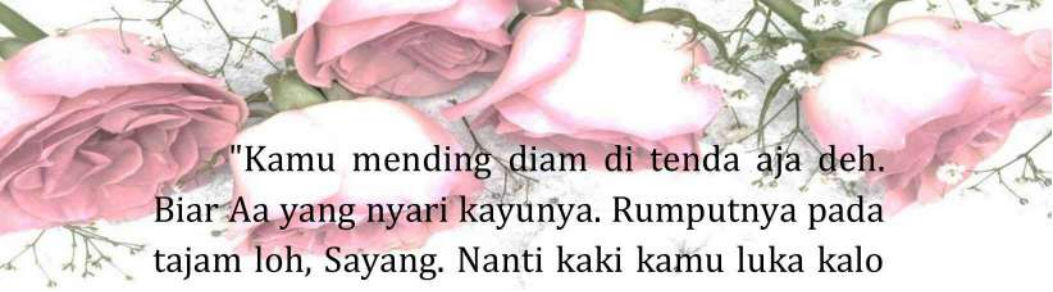 "Kamu mending diam di tenda aja deh.
Biar Aa yang nyari kayunya. Rumputnya pada
tajam loh, Sayang. Nanti kaki kamu luka kalo